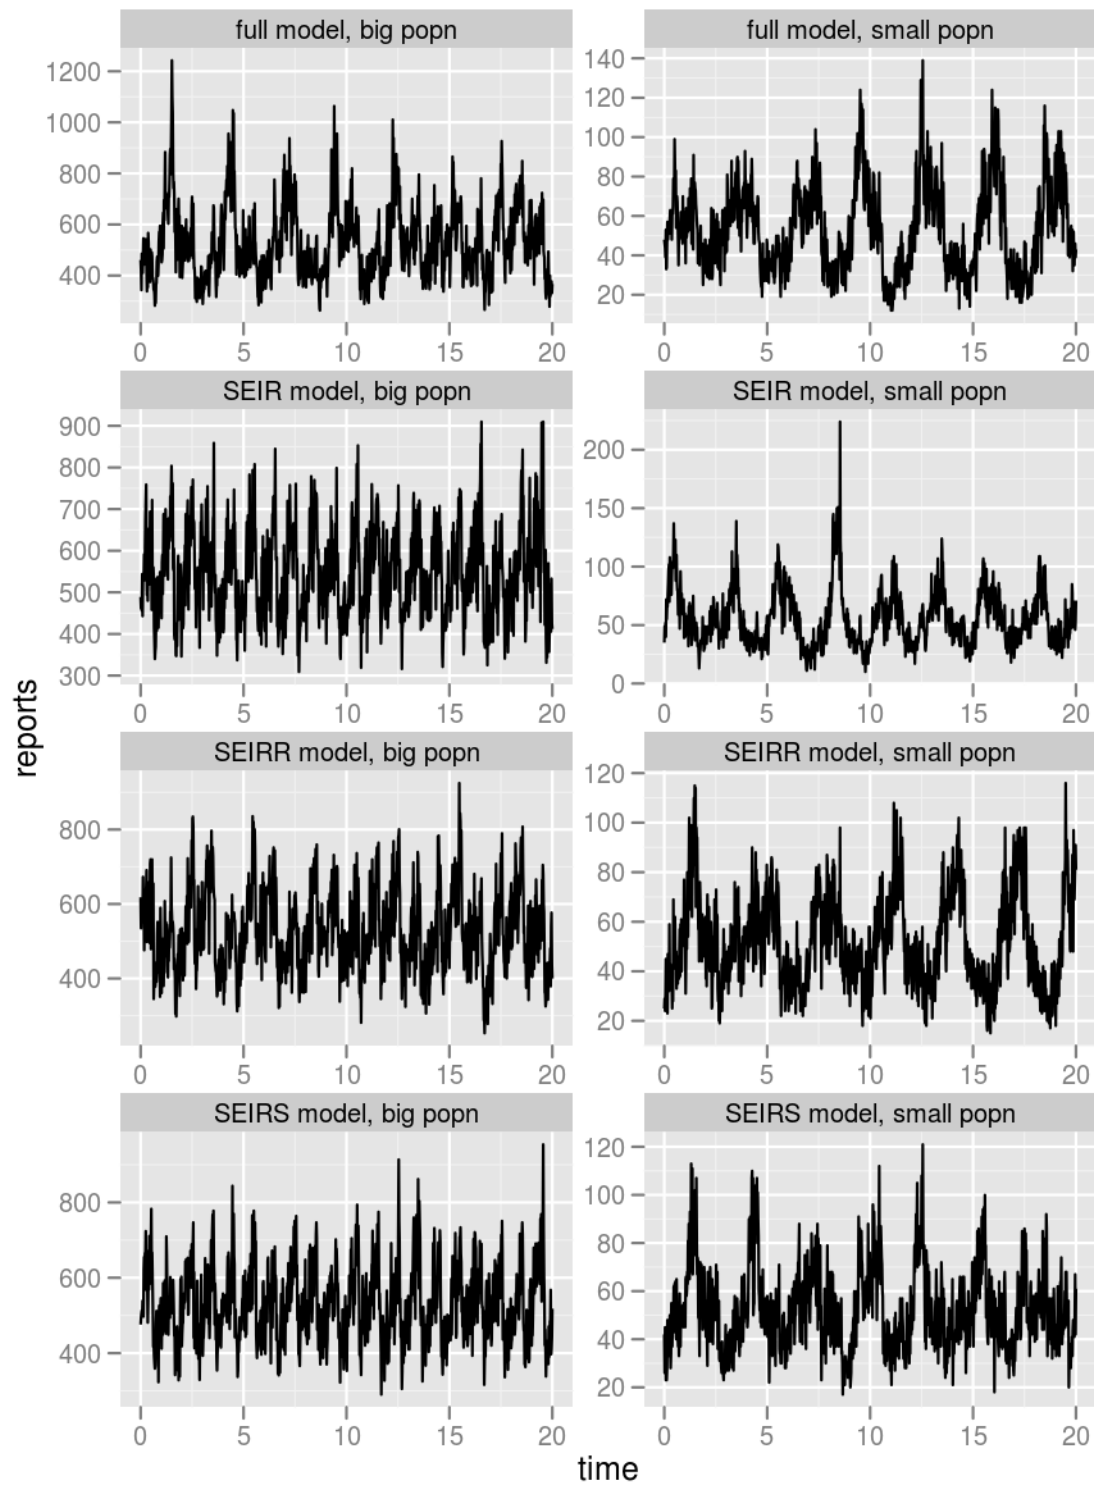 full model, big popn
full model, small popn
1200
1000
800
600
400
140
120
100
80
60
40
20
0 5 10 15 20
0 5 10 15 20
SEIR model, big popn
SEIR model, small popn
900
800
700
600
500
400
300
200
150
100
50
0
0 5 10 15 20
0 5 10 15 20
reports
SEIRR model, big popn
SEIRR model, small popn
800
600
400
120
100
80
60
40
20
0 5 10 15 20
0 5 10 15 20
SEIRS model, big popn
SEIRS model, small popn
800
600
400
120
100
80
60
40
20
0 5 10 15 20
0 5 10 15 20
time